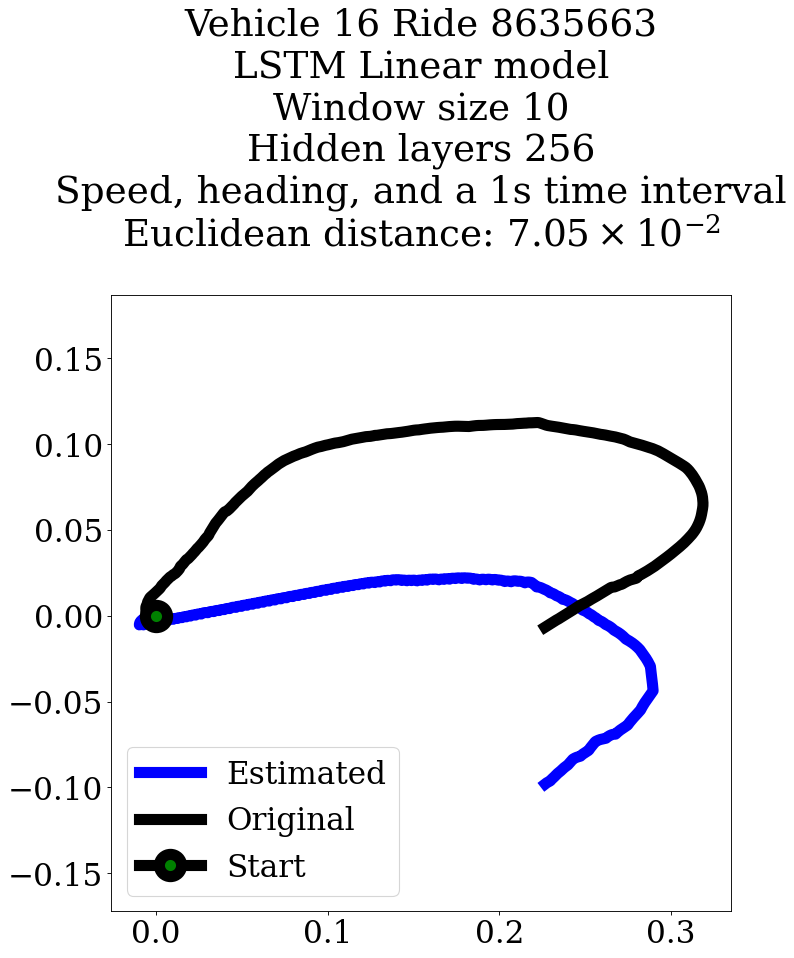 Vehicle 16 Ride 8635663
LSTM Linear model
Window size 10
Hidden layers 256
Speed, heading, and a 1s time interval
Euclidean distance: 7.05 × 10⁻²
0.15
0.10
0.05
0.00
−0.05
−0.10
−0.15
Estimated
Original
Start
0.0 0.1 0.2 0.3